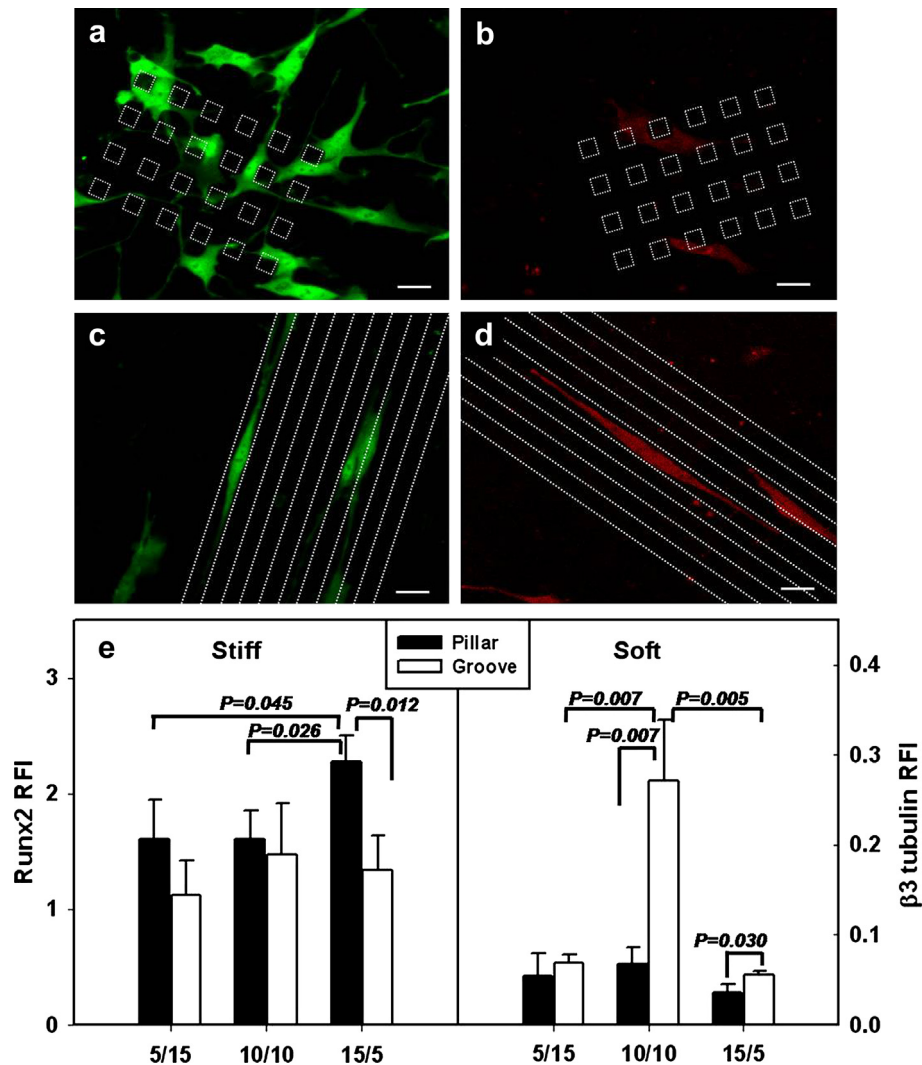 a
b
c
d
e
Stiff
Pillar
Groove
Soft
3
2
1
0
Runx2 RFI
P=0.045
P=0.012
P=0.026
P=0.007
P=0.005
P=0.007
P=0.030
0.4
0.3
0.2
0.1
0.0
β3 tubulin RFI
5/15 10/10 15/5
5/15 10/10 15/5